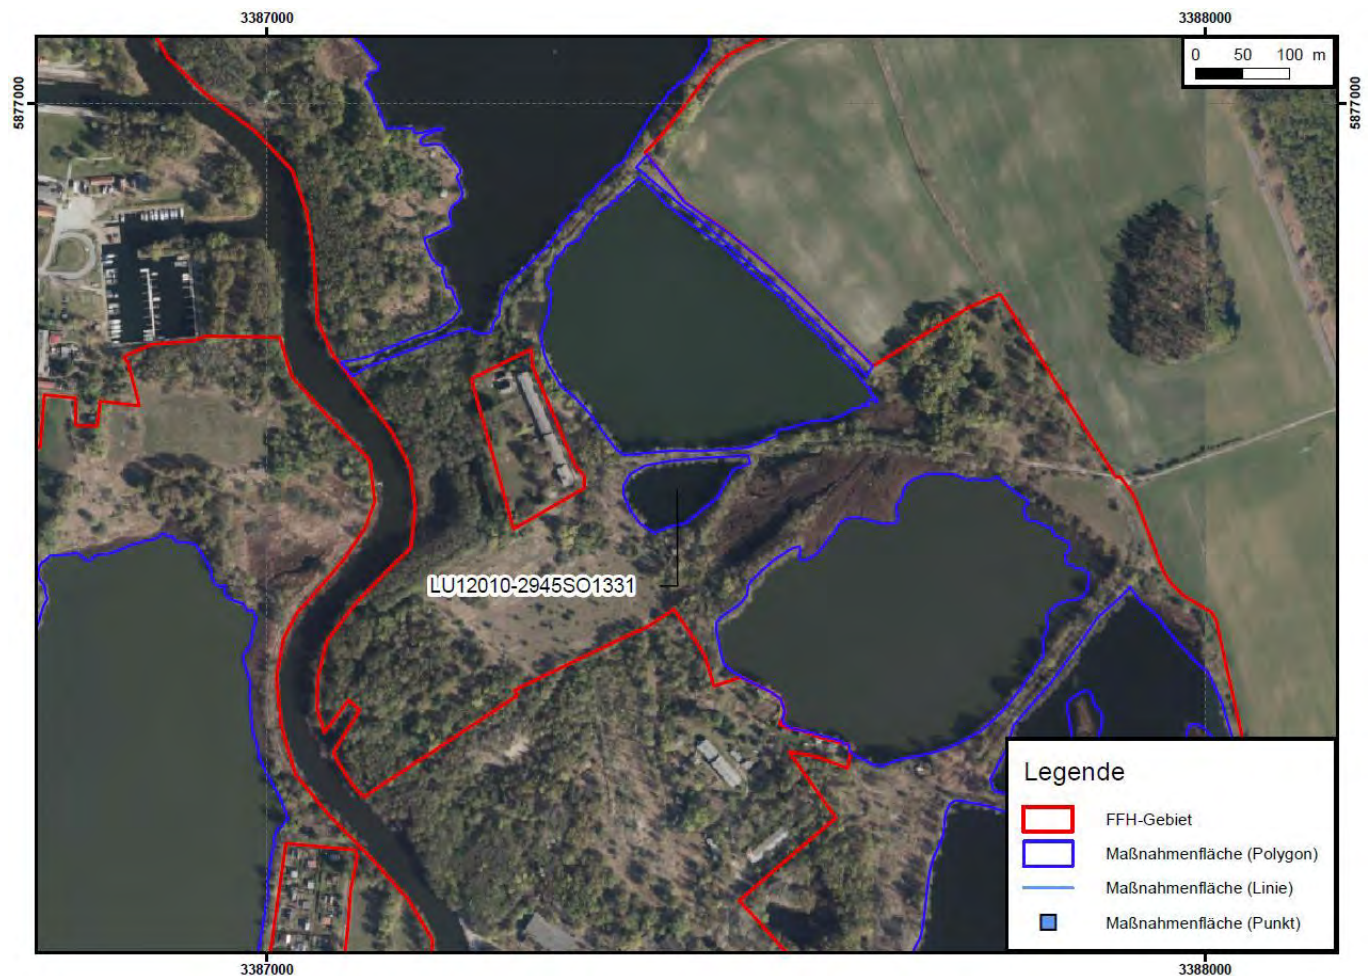 3387000
3388000
5877000
5877000
0 50 100 m
LU12010-2945SO1331
Legende
FFH-Gebiet
Maßnahmenfläche (Polygon)
Maßnahmenfläche (Linie)
Maßnahmenfläche (Punkt)
3387000
3388000